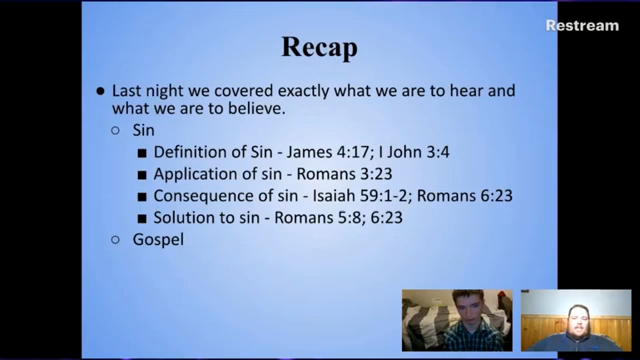 Restream
Recap
● Last night we covered exactly what we are to hear and
what we are to believe.
○ Sin
■ Definition of Sin - James 4:17; I John 3:4
■ Application of sin - Romans 3:23
■ Consequence of sin - Isaiah 59:1-2; Romans 6:23
■ Solution to sin - Romans 5:8; 6:23
○ Gospel